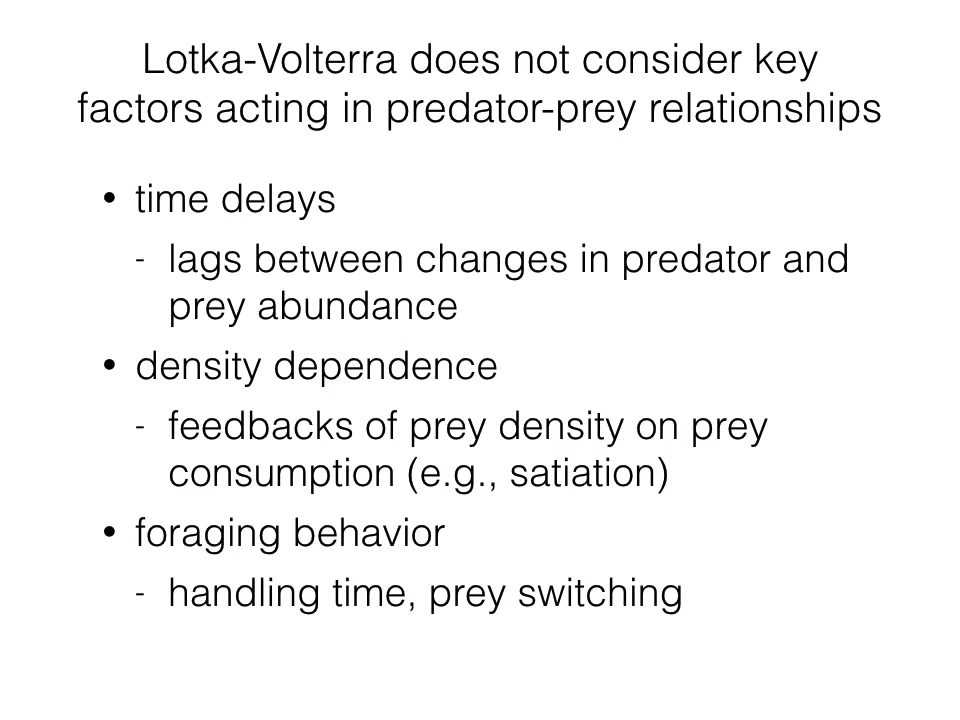 Lotka-Volterra does not consider key
factors acting in predator-prey relationships
• time delays
- lags between changes in predator and
prey abundance
• density dependence
- feedbacks of prey density on prey
consumption (e.g., satiation)
• foraging behavior
- handling time, prey switching